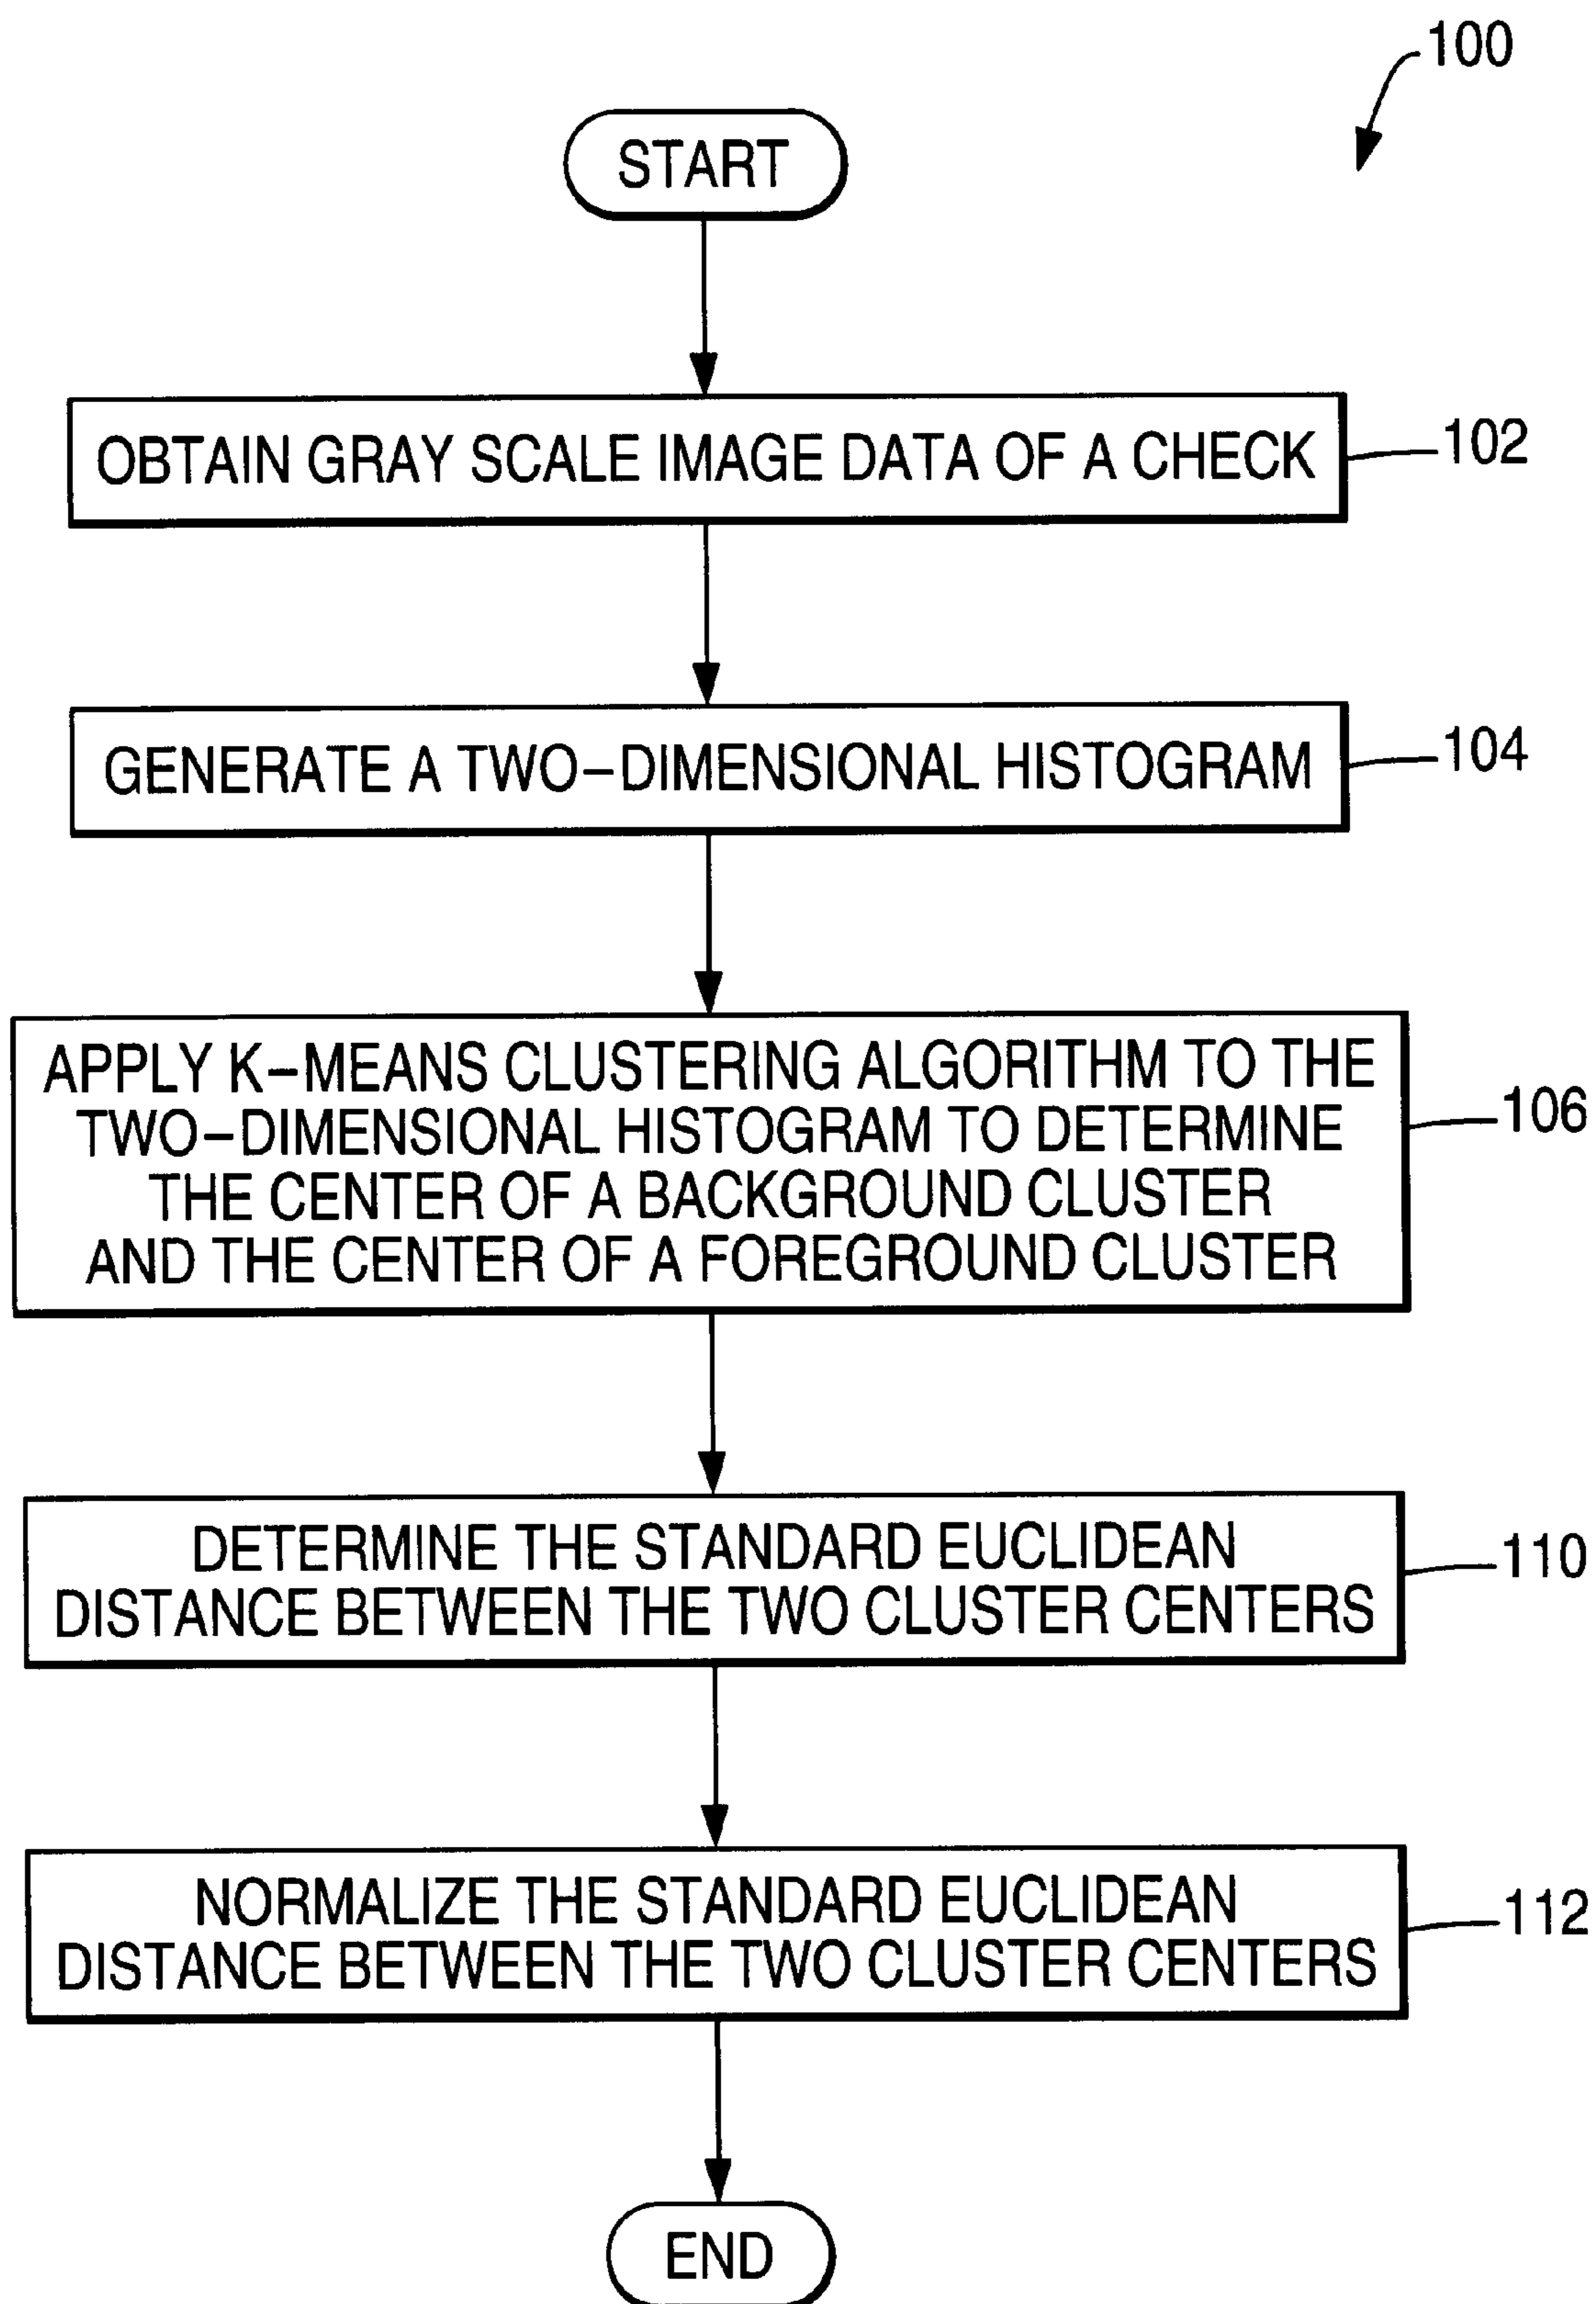 100
START
OBTAIN GRAY SCALE IMAGE DATA OF A CHECK
102
GENERATE A TWO-DIMENSIONAL HISTOGRAM
104
APPLY K-MEANS CLUSTERING ALGORITHM TO THE
TWO-DIMENSIONAL HISTOGRAM TO DETERMINE
THE CENTER OF A BACKGROUND CLUSTER
AND THE CENTER OF A FOREGROUND CLUSTER
106
DETERMINE THE STANDARD EUCLIDEAN
DISTANCE BETWEEN THE TWO CLUSTER CENTERS
110
NORMALIZE THE STANDARD EUCLIDEAN
DISTANCE BETWEEN THE TWO CLUSTER CENTERS
112
END